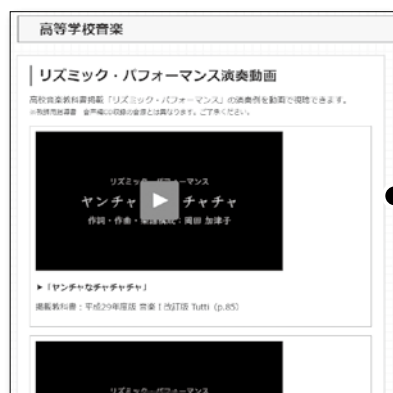 高等学校音楽
リズミック・パフォーマンス演奏動画
高校音楽教科書掲載「リズミック・パフォーマンス」の演奏例を動画で視聴できます。
リズミック・パフォーマンス
ヤンチャ チャチャ
作詞・作曲・ 岡田 加津子
▶「ヤンチャなチャチャチャ」
掲載教科書：平成29年度版 音楽Ⅰ改訂版 Tutti（p.85）
リズミック・パフォーマンス